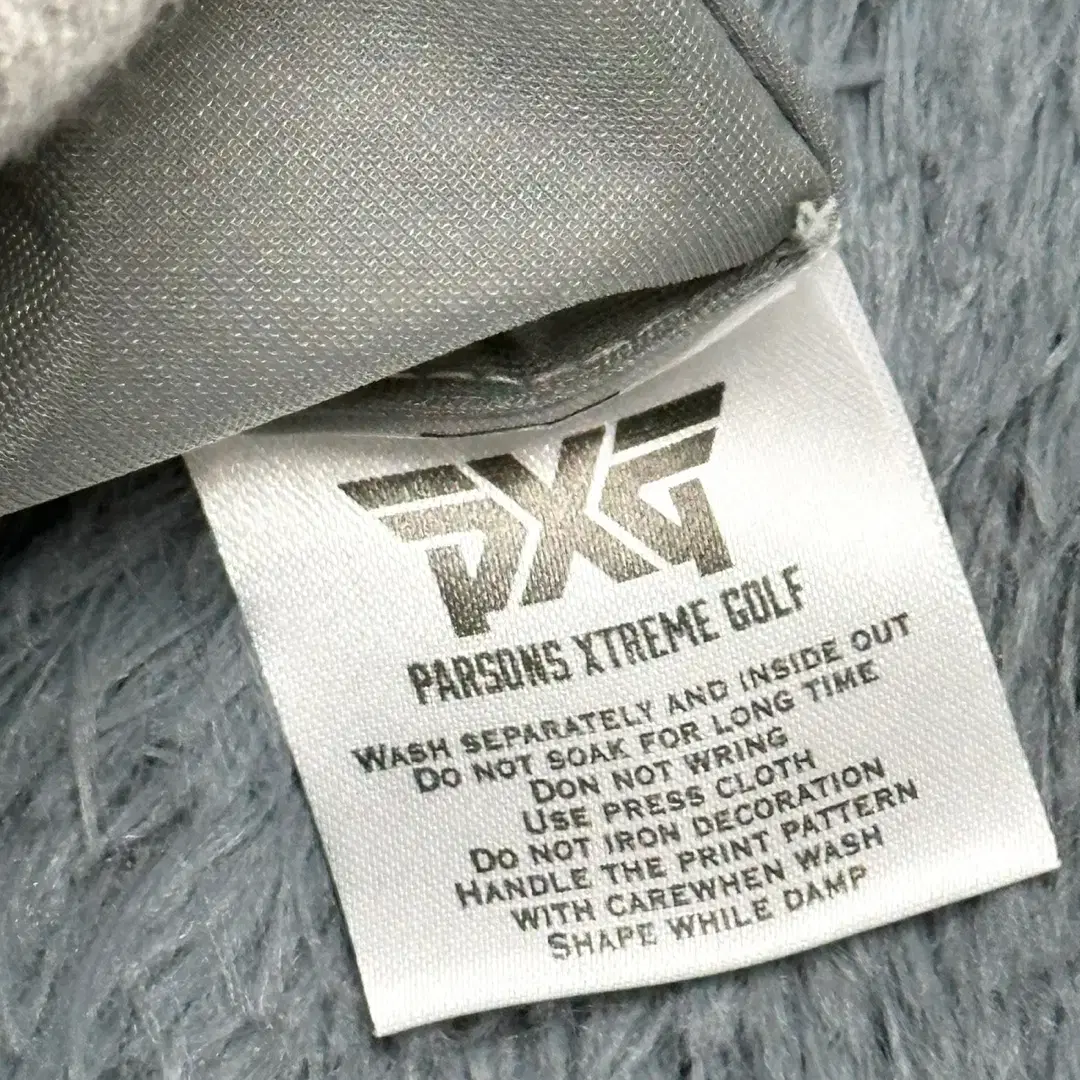 PXG
PARSONS XTREME GOLF
WASH SEPARATELY AND INSIDE OUT
DO NOT SOAK FOR LONG TIME
DON NOT WRING
USE PRESS CLOTH
DO NOT IRON DECORATION
HANDLE THE PRINT PATTERN
WITH CAREWHEN WASH
SHAPE WHILE DAMP